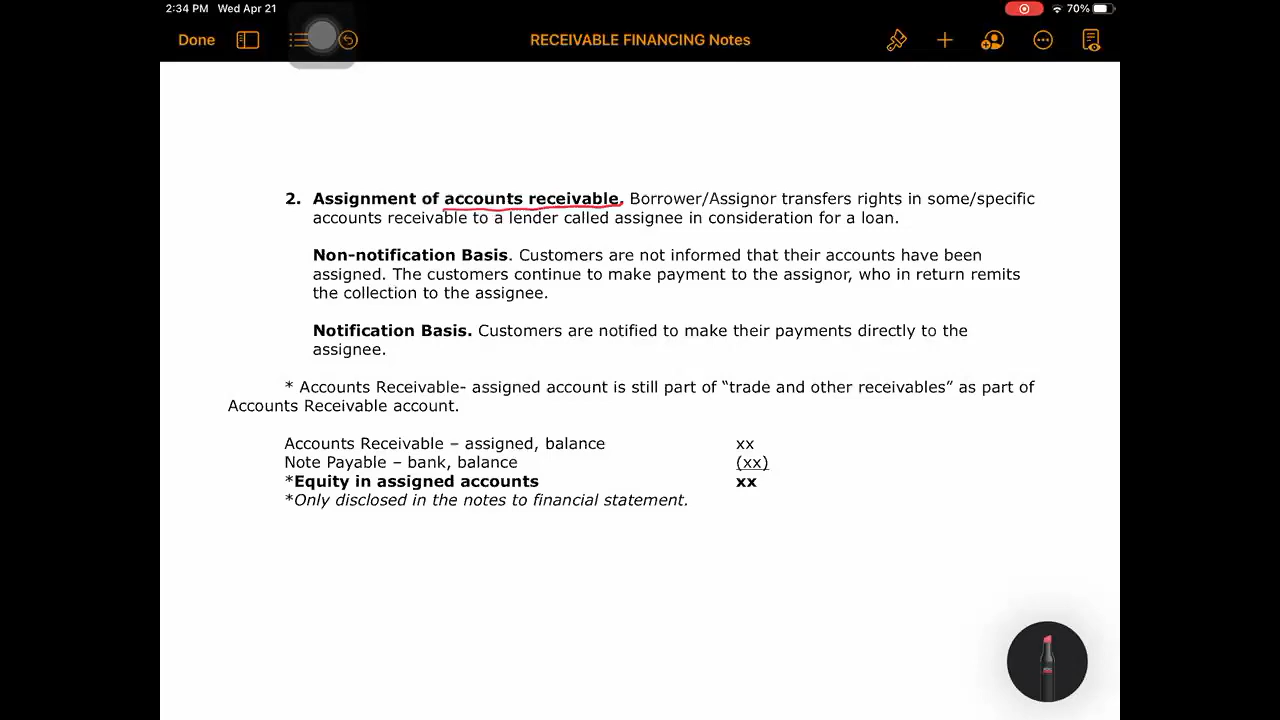 2:34 PM Wed Apr 21
70%
Done
RECEIVABLE FINANCING Notes
2. Assignment of accounts receivable. Borrower/Assignor transfers rights in some/specific
accounts receivable to a lender called assignee in consideration for a loan.
Non-notification Basis. Customers are not informed that their accounts have been
assigned. The customers continue to make payment to the assignor, who in return remits
the collection to the assignee.
Notification Basis. Customers are notified to make their payments directly to the
assignee.
* Accounts Receivable- assigned account is still part of “trade and other receivables” as part of
Accounts Receivable account.
Accounts Receivable – assigned, balance xx
Note Payable – bank, balance (xx)
*Equity in assigned accounts xx
*Only disclosed in the notes to financial statement.